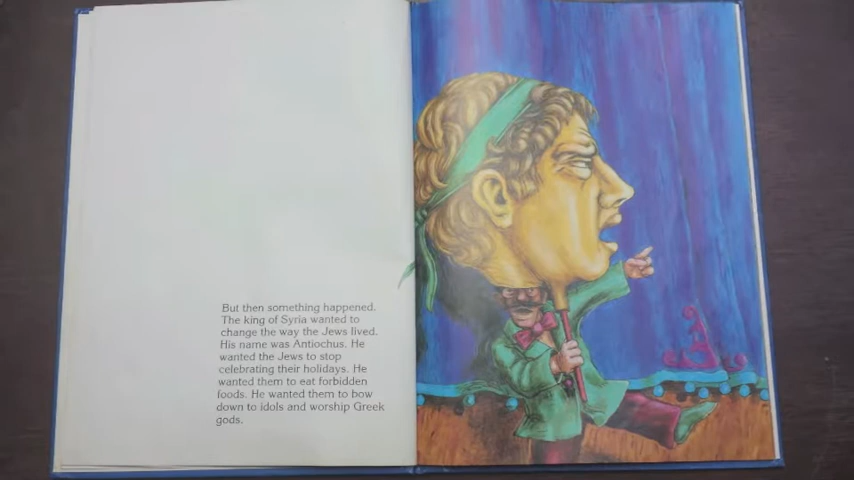 But then something happened.
The king of Syria wanted to
change the way the Jews lived.
His name was Antiochus. He
wanted the Jews to stop
celebrating their holidays. He
wanted them to eat forbidden
foods. He wanted them to bow
down to idols and worship Greek
gods.